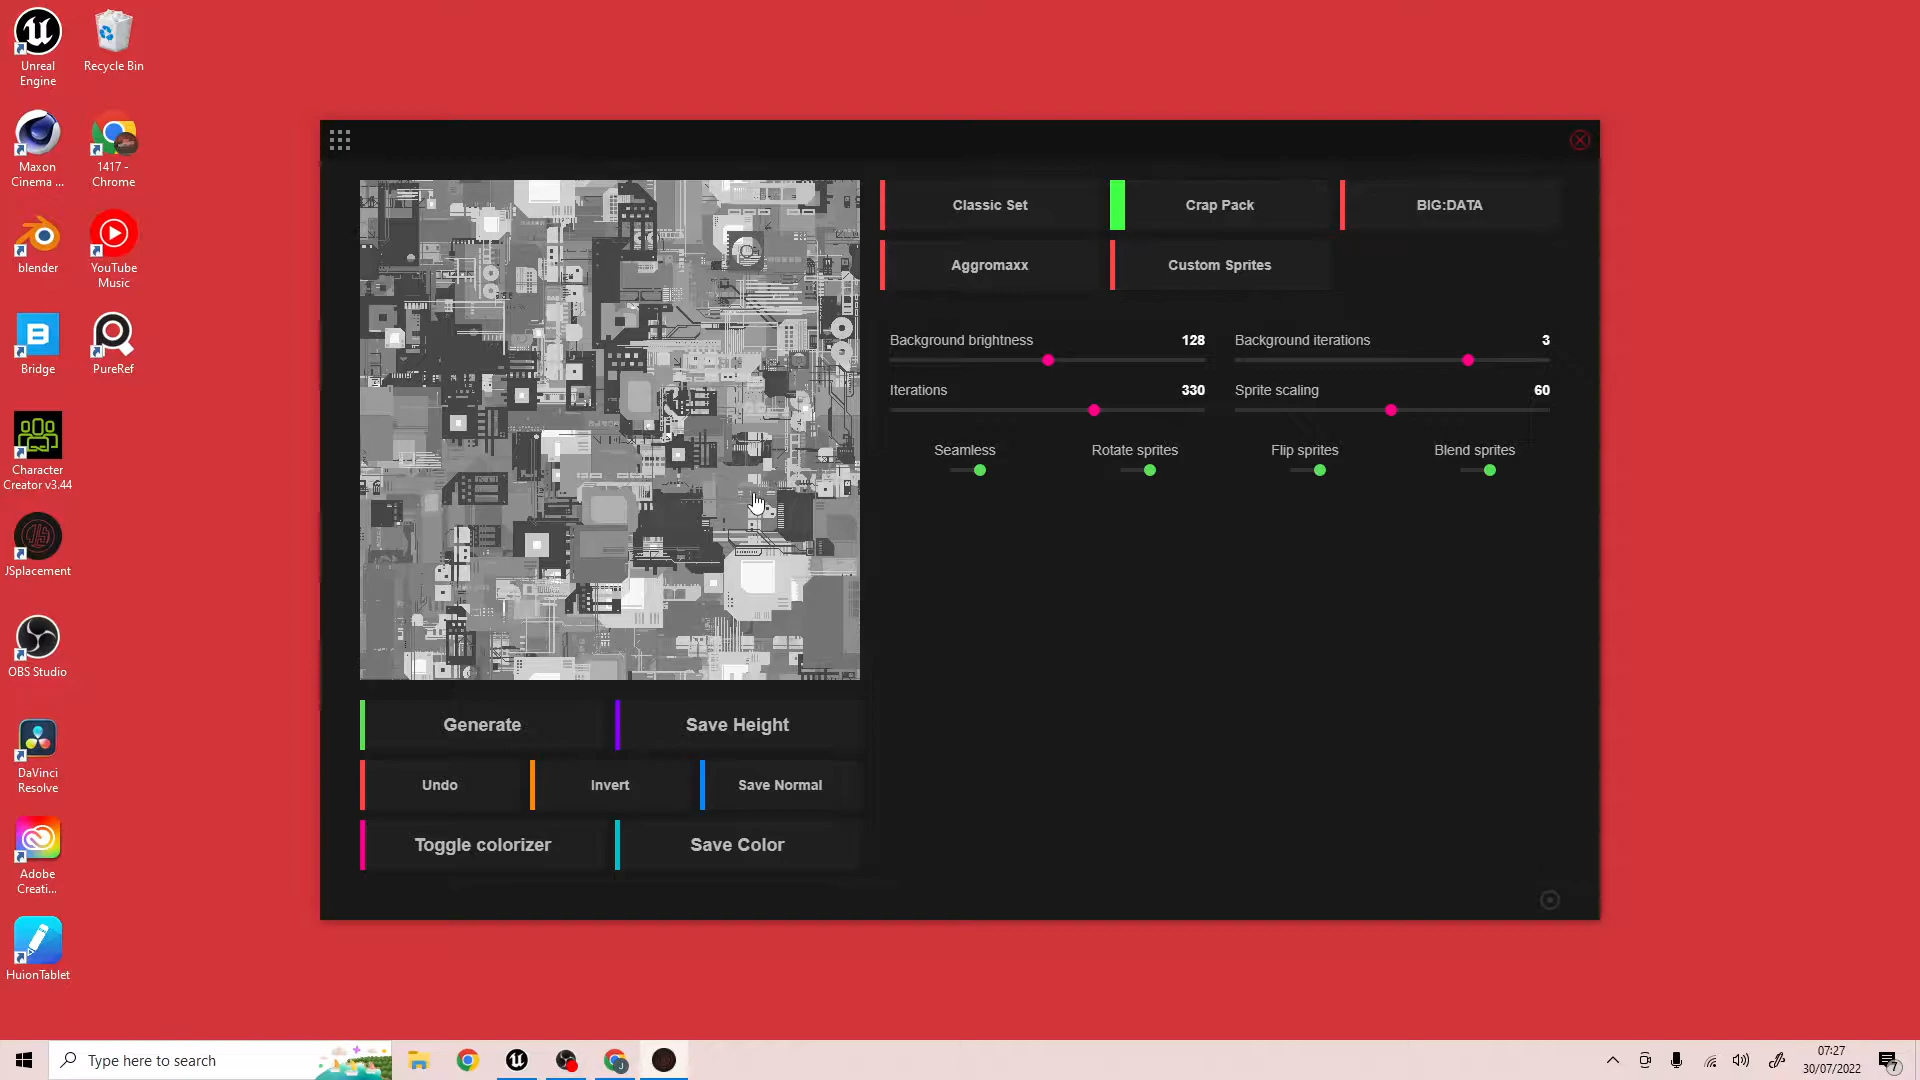 Unreal
Engine
Recycle Bin
Maxon
Cinema ...
1417 -
Chrome
blender
YouTube
Music
Bridge
PureRef
Character
Creator v3.44
JSplacement
OBS Studio
DaVinci
Resolve
Adobe
Creati...
HuionTablet
Classic Set
Crap Pack
BIG:DATA
Aggromaxx
Custom Sprites
Background brightness 128
Background iterations 3
Iterations 330
Sprite scaling 60
Seamless
Rotate sprites
Flip sprites
Blend sprites
Generate
Save Height
Undo
Invert
Save Normal
Toggle colorizer
Save Color
Type here to search
07:27
30/07/2022
7